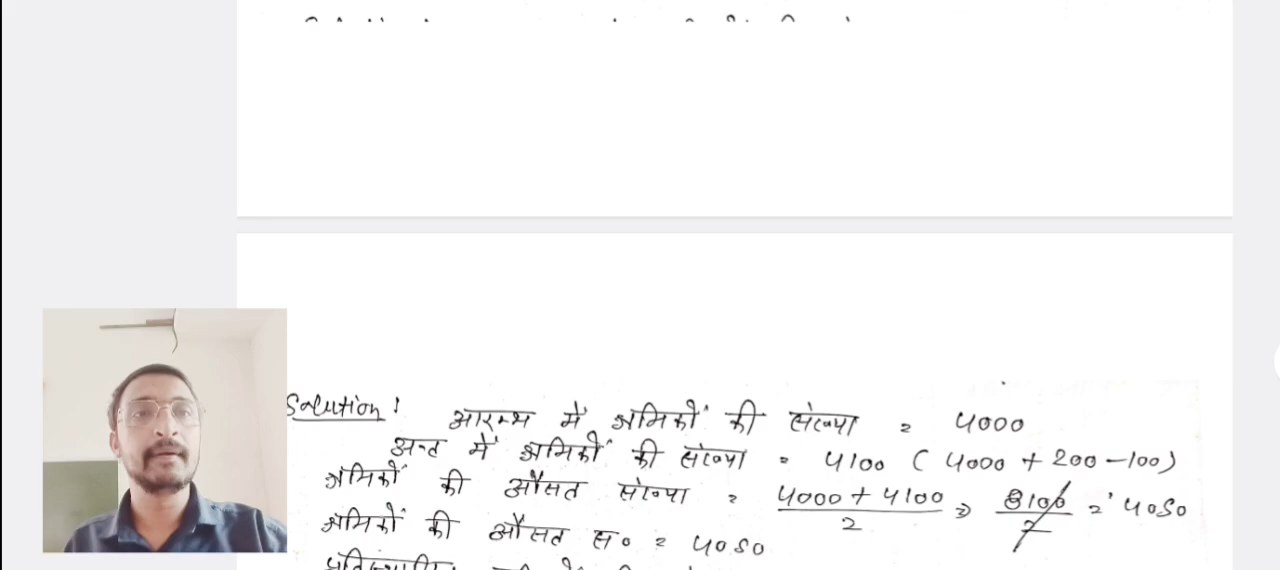 Solution :
आरम्भ में श्रमिकों की संख्या = 4000
अन्त में श्रमिकों की संख्या = 4100 ( 4000 + 200 - 100 )
श्रमिकों की औसत संख्या = 4000 + 4100 / 2 ⇒ 8100 / 2 = 4050
श्रमिकों की औसत स० = 4050